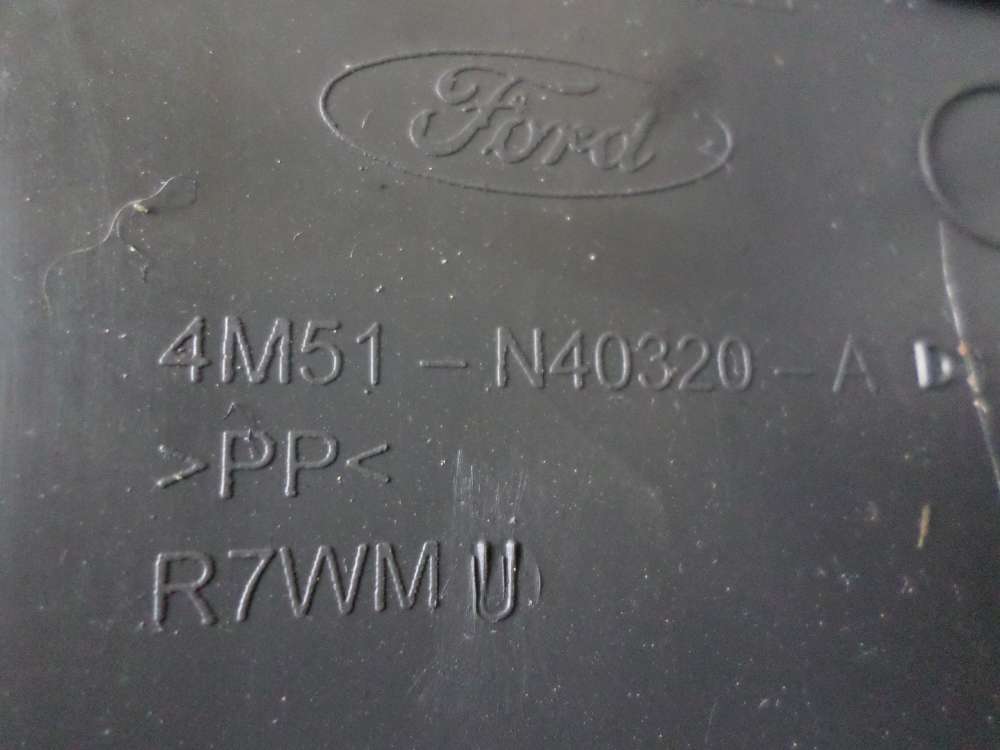 Ford
4M51-N40320-A D
>PP<
R7WM U